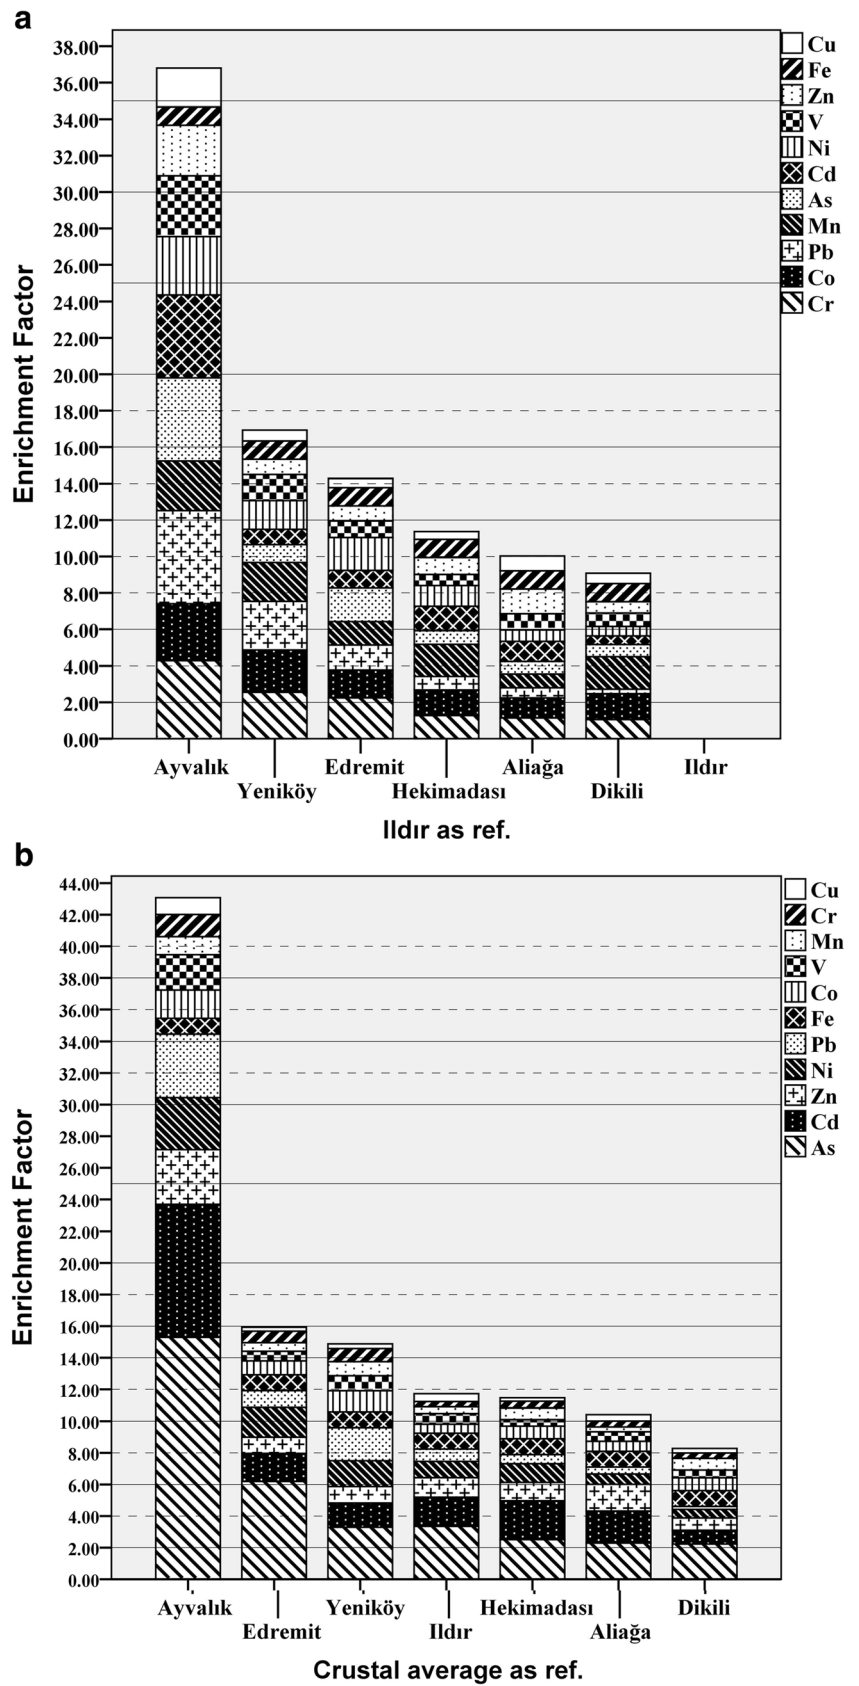 a
38.00
36.00
34.00
32.00
30.00
28.00
26.00
24.00
22.00
20.00
18.00
16.00
14.00
12.00
10.00
8.00
6.00
4.00
2.00
0.00
Enrichment Factor
Cu
Fe
Zn
V
Ni
Cd
As
Mn
Pb
Co
Cr
Ayvalık Edremit Aliağa Ildır
Yeniköy Hekimadası Dikili
Ildır as ref.
b
44.00
42.00
40.00
38.00
36.00
34.00
32.00
30.00
28.00
26.00
24.00
22.00
20.00
18.00
16.00
14.00
12.00
10.00
8.00
6.00
4.00
2.00
0.00
Enrichment Factor
Cu
Cr
Mn
V
Co
Fe
Pb
Ni
Zn
Cd
As
Ayvalık Yeniköy Hekimadası Dikili
Edremit Ildır Aliağa
Crustal average as ref.